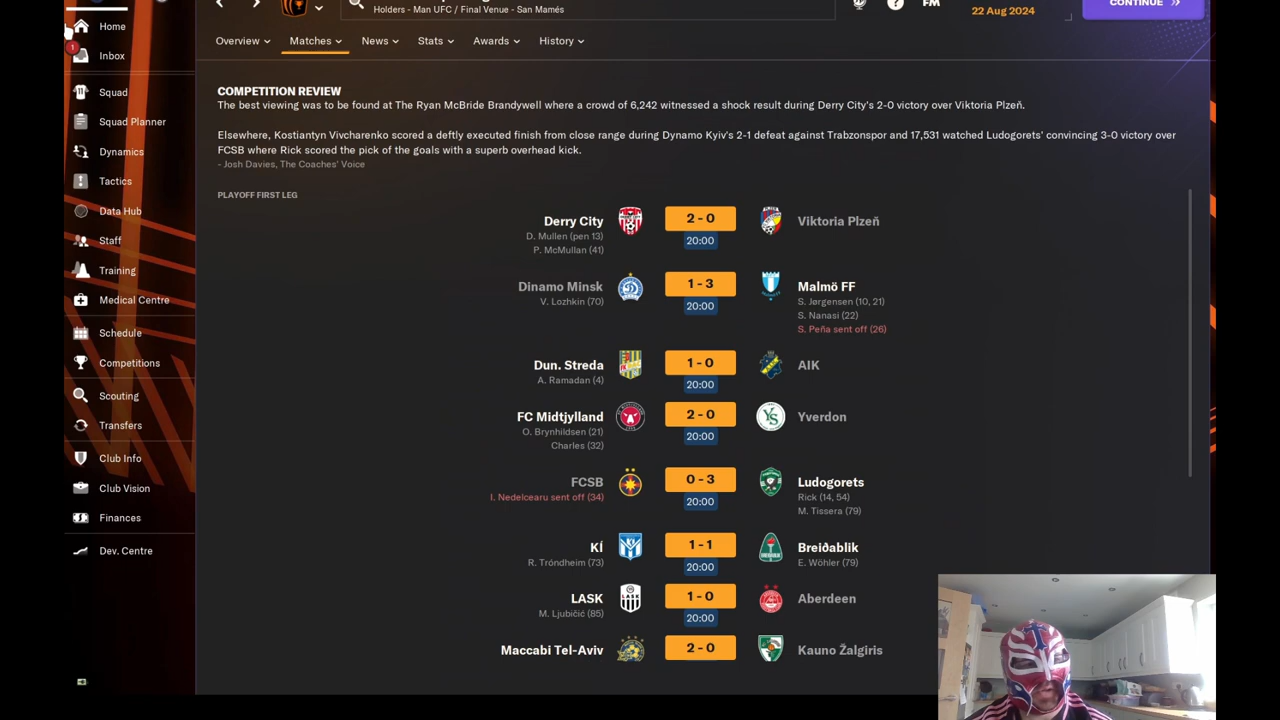 Holders - Man UFC / Final Venue - San Mamés
FM
22 Aug 2024
CONTINUE
Home
1
Inbox
Squad
Squad Planner
Dynamics
Tactics
Data Hub
Staff
Training
Medical Centre
Schedule
Competitions
Scouting
Transfers
Club Info
Club Vision
Finances
Dev. Centre
Overview
Matches
News
Stats
Awards
History
COMPETITION REVIEW
The best viewing was to be found at The Ryan McBride Brandywell where a crowd of 6,242 witnessed a shock result during Derry City's 2-0 victory over Viktoria Plzeň.
Elsewhere, Kostiantyn Vivcharenko scored a deftly executed finish from close range during Dynamo Kyiv's 2-1 defeat against Trabzonspor and 17,531 watched Ludogorets' convincing 3-0 victory over
FCSB where Rick scored the pick of the goals with a superb overhead kick.
- Josh Davies, The Coaches' Voice
PLAYOFF FIRST LEG
Derry City 2 - 0 Viktoria Plzeň
D. Mullen (pen 13) 20:00
P. McMullan (41)
Dinamo Minsk 1 - 3 Malmö FF
V. Lozhkin (70) 20:00 S. Jørgensen (10, 21)
S. Nanasi (22)
S. Peña sent off (26)
Dun. Streda 1 - 0 AIK
A. Ramadan (4) 20:00
FC Midtjylland 2 - 0 Yverdon
O. Brynhildsen (21) 20:00
Charles (32)
FCSB 0 - 3 Ludogorets
I. Nedelcearu sent off (34) 20:00 Rick (14, 54)
M. Tissera (79)
KÍ 1 - 1 Breiðablik
R. Tróndheim (73) 20:00 E. Wöhler (79)
LASK 1 - 0 Aberdeen
M. Ljubičić (85) 20:00
Maccabi Tel-Aviv 2 - 0 Kauno Žalgiris